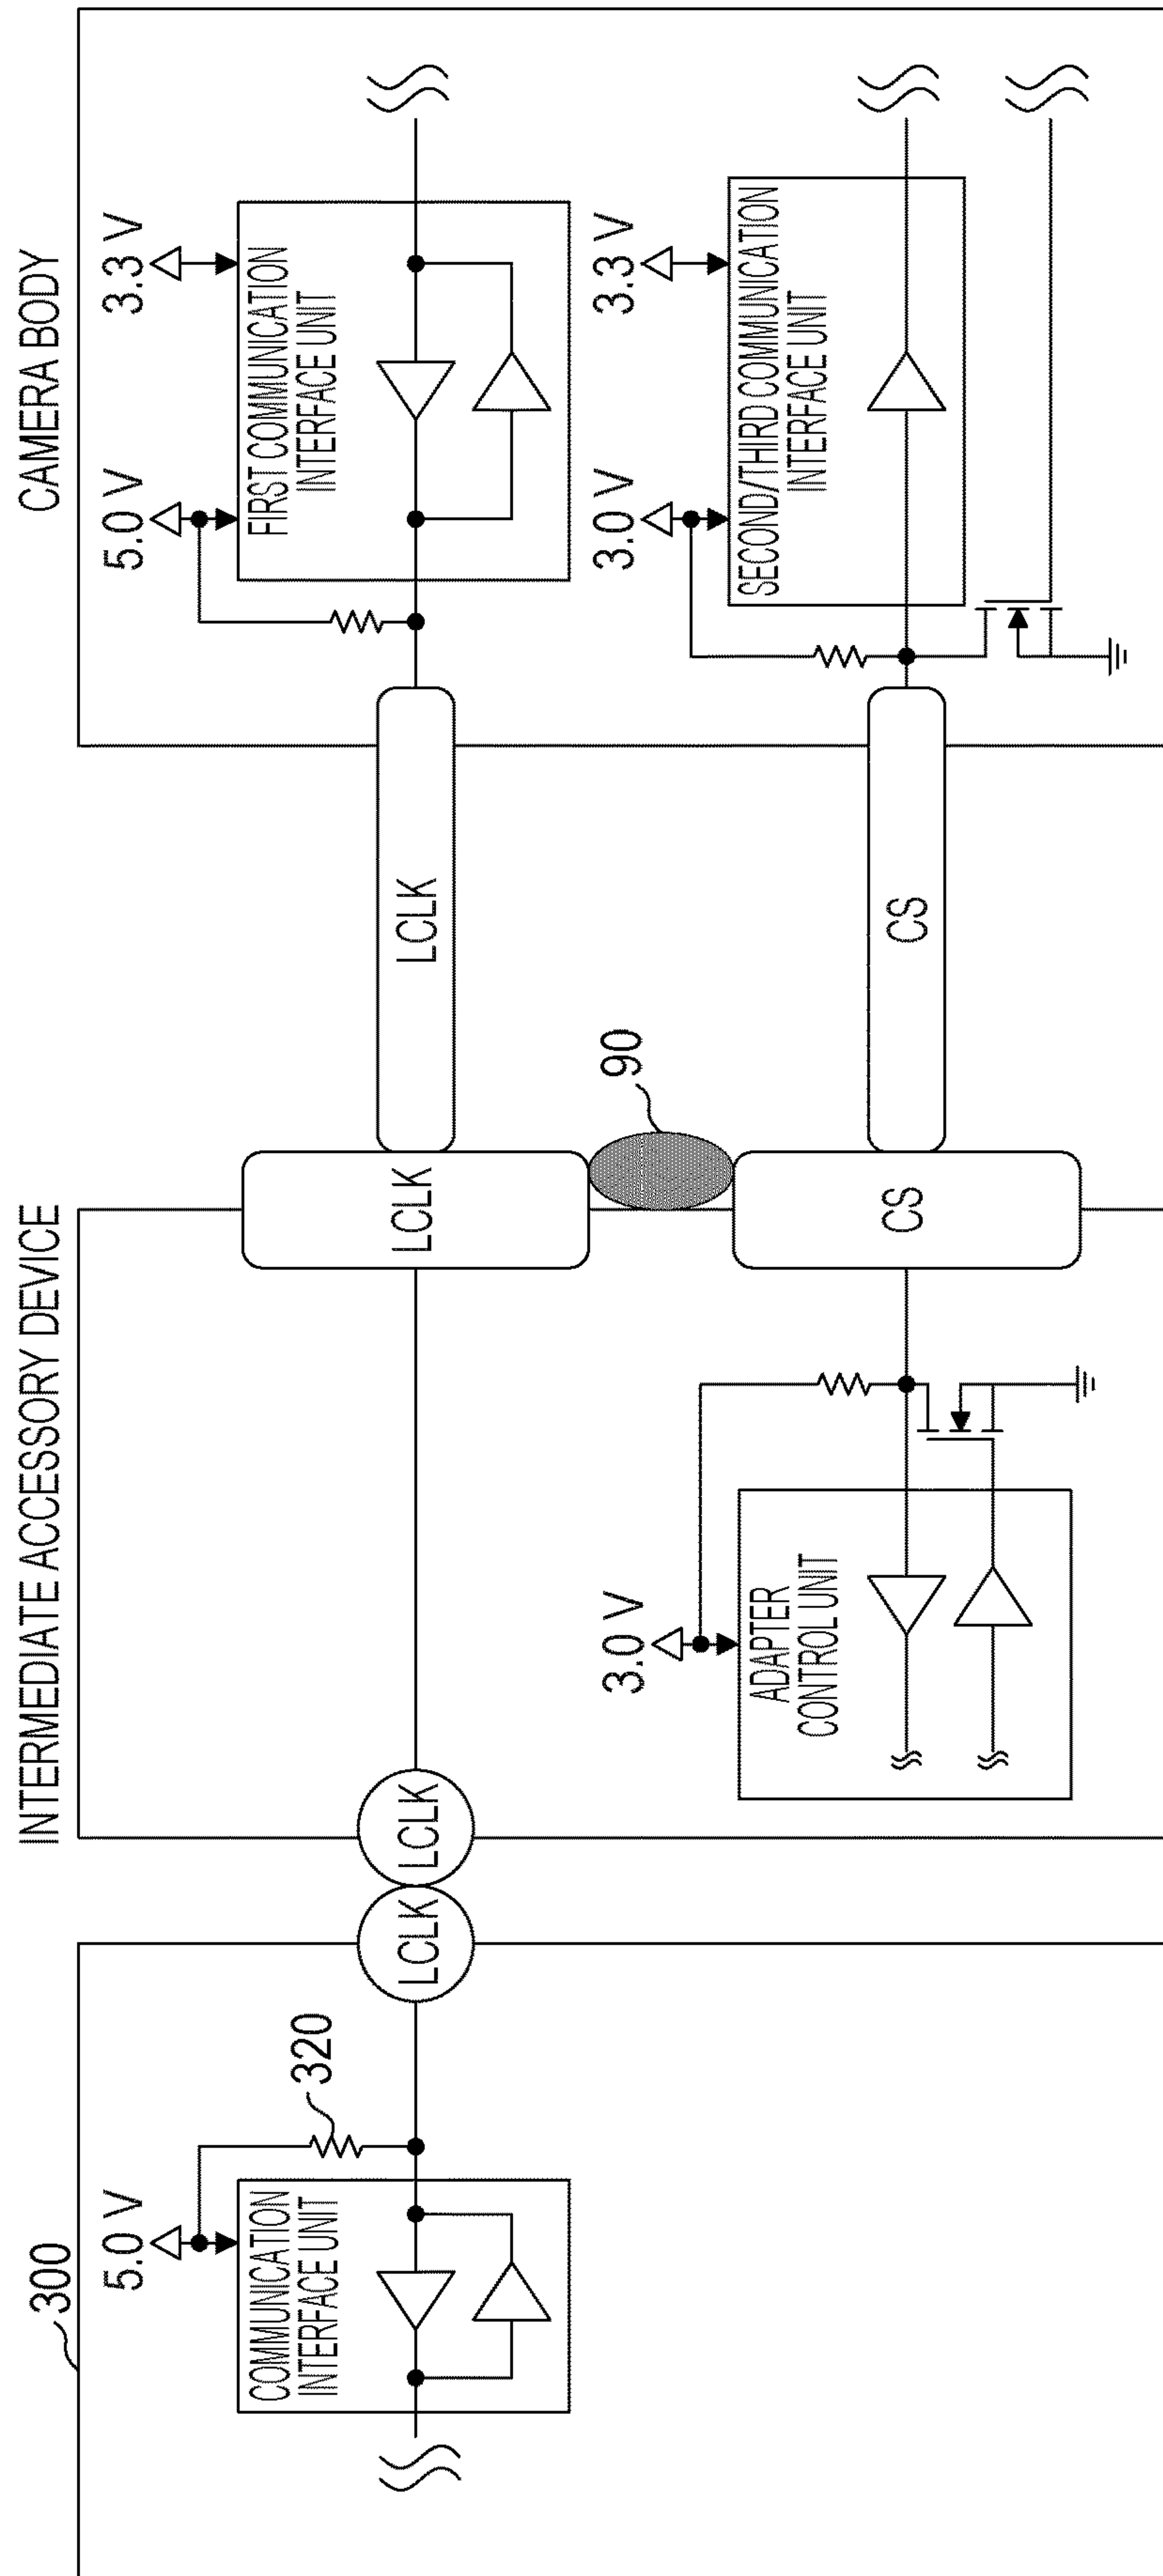 300
5.0 V
COMMUNICATION
INTERFACE UNIT
320
LCLK
INTERMEDIATE ACCESSORY DEVICE
LCLK
3.0 V
ADAPTER
CONTROL UNIT
LCLK
CS
90
LCLK
CS
CAMERA BODY
5.0 V
3.3 V
FIRST COMMUNICATION
INTERFACE UNIT
3.0 V
3.3 V
SECOND/THIRD COMMUNICATION
INTERFACE UNIT